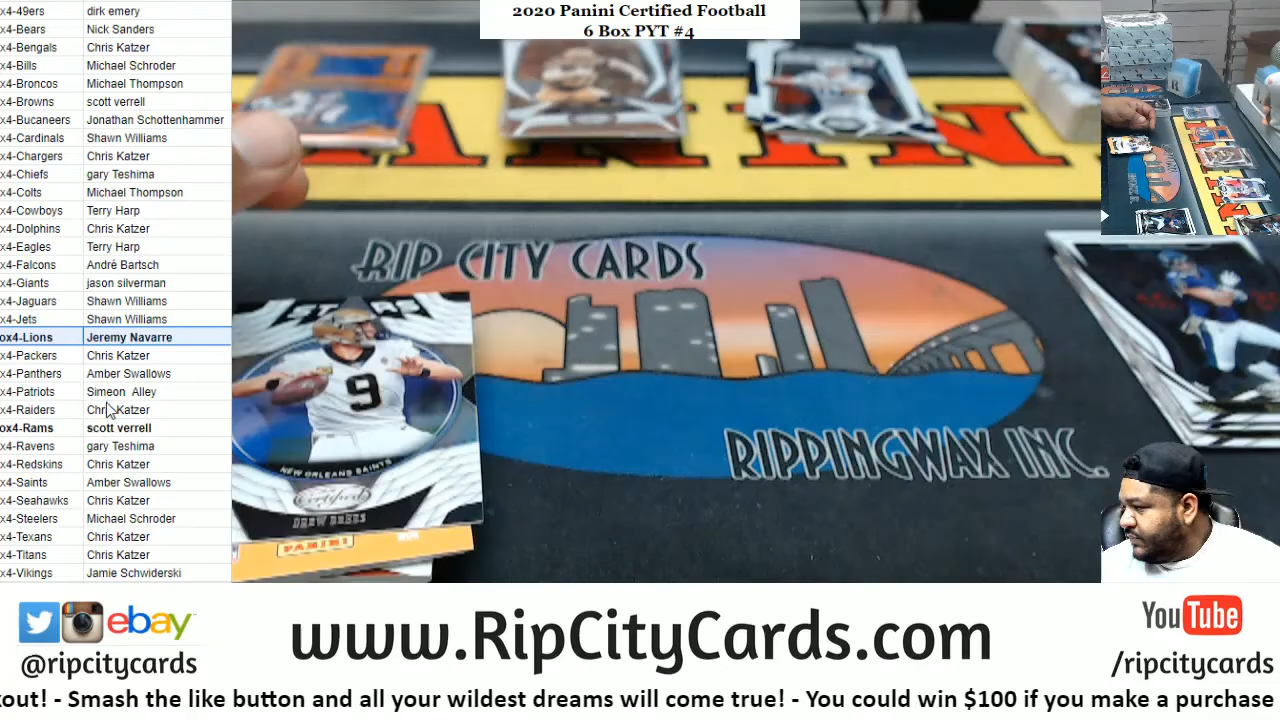 2020 Panini Certified Football
6 Box PYT #4
x4-49ers dirk emery
x4-Bears Nick Sanders
x4-Bengals Chris Katzer
x4-Bills Michael Schroder
x4-Broncos Michael Thompson
x4-Browns scott verrell
x4-Bucaneers Jonathan Schottenhammer
x4-Cardinals Shawn Williams
x4-Chargers Chris Katzer
x4-Chiefs gary Teshima
x4-Colts Michael Thompson
x4-Cowboys Terry Harp
x4-Dolphins Chris Katzer
x4-Eagles Terry Harp
x4-Falcons André Bartsch
x4-Giants jason silverman
x4-Jaguars Shawn Williams
x4-Jets Shawn Williams
ox4-Lions Jeremy Navarre
x4-Packers Chris Katzer
x4-Panthers Amber Swallows
x4-Patriots Simeon Alley
x4-Raiders Chris Katzer
ox4-Rams scott verrell
x4-Ravens gary Teshima
x4-Redskins Chris Katzer
x4-Saints Amber Swallows
x4-Seahawks Chris Katzer
x4-Steelers Michael Schroder
x4-Texans Chris Katzer
x4-Titans Chris Katzer
x4-Vikings Jamie Schwiderski
RIP CITY CARDS
RIPPINGWAX INC.
9
NEW ORLEANS SAINTS
Certified
DREW BREES
PANINI
ebay
@ripcitycards
www.RipCityCards.com
YouTube
/ripcitycards
kout! - Smash the like button and all your wildest dreams will come true! - You could win $100 if you make a purchase